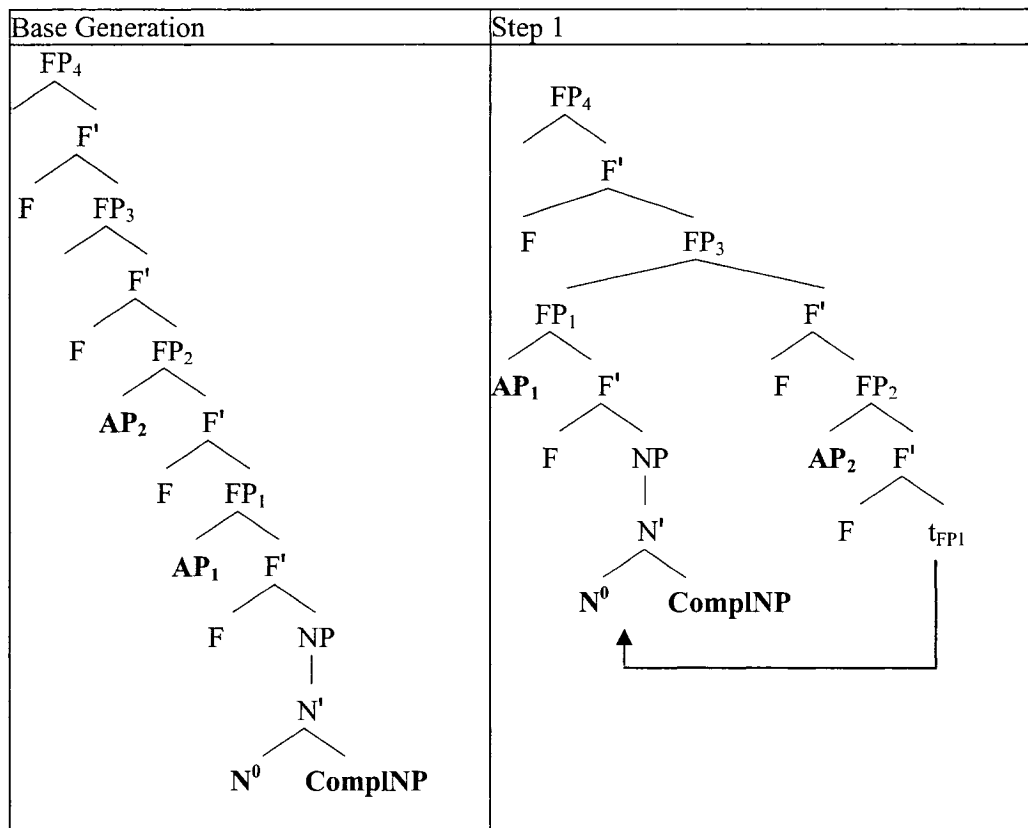 Base Generation
FP₄
F'
F FP₃
F'
F FP₂
AP₂ F'
F FP₁
AP₁ F'
F NP
N'
N⁰ ComplNP
Step 1
FP₄
F'
F FP₃
FP₁ F'
AP₁ F' F FP₂
F NP AP₂ F'
N' F t_FP1
N⁰ ComplNP